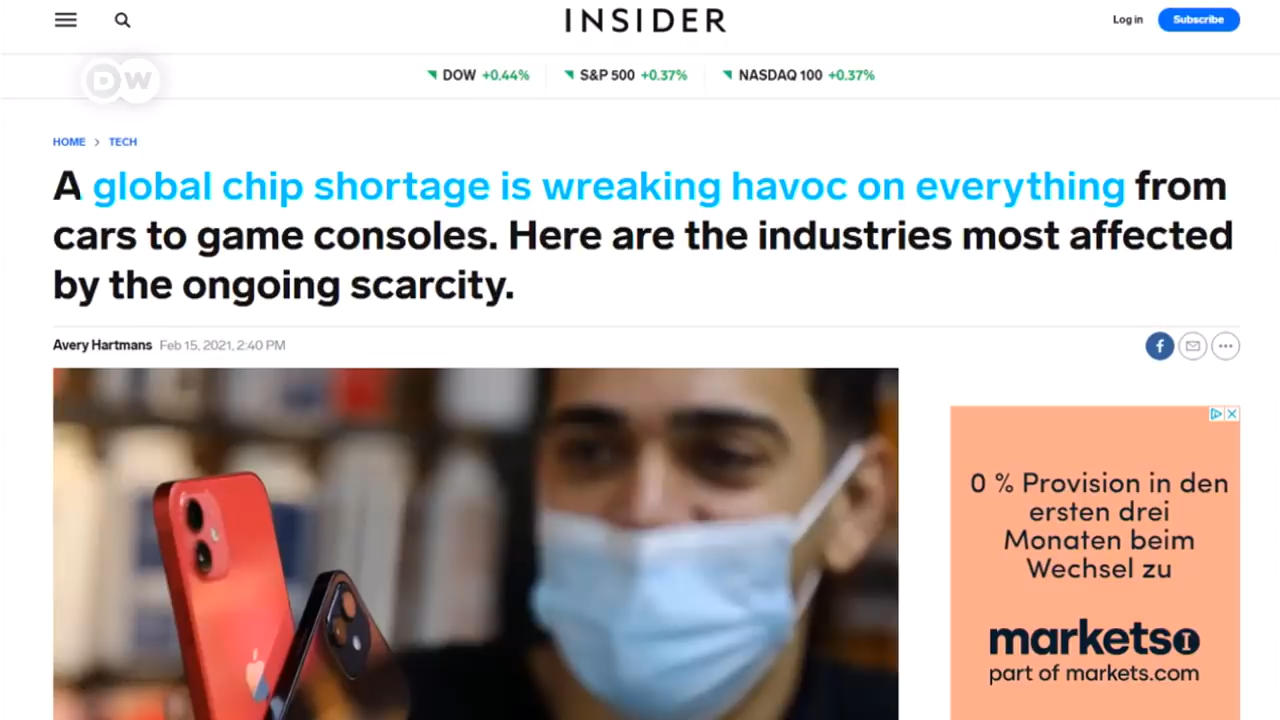 INSIDER
Log in
Subscribe
DW
DOW +0.44%
S&P 500 +0.37%
NASDAQ 100 +0.37%
HOME > TECH
A global chip shortage is wreaking havoc on everything from
cars to game consoles. Here are the industries most affected
by the ongoing scarcity.
Avery Hartmans Feb 15, 2021, 2:40 PM
0 % Provision in den
ersten drei
Monaten beim
Wechsel zu
markets
part of markets.com